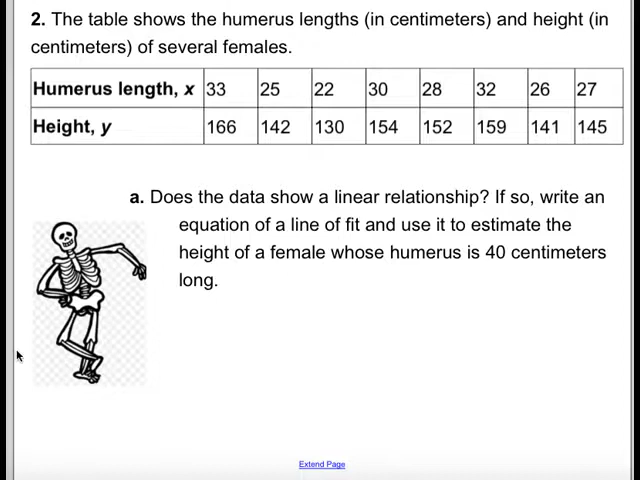 2. The table shows the humerus lengths (in centimeters) and height (in
centimeters) of several females.
Humerus length, x 33 25 22 30 28 32 26 27
Height, y 166 142 130 154 152 159 141 145
a. Does the data show a linear relationship? If so, write an
equation of a line of fit and use it to estimate the
height of a female whose humerus is 40 centimeters
long.
Extend Page